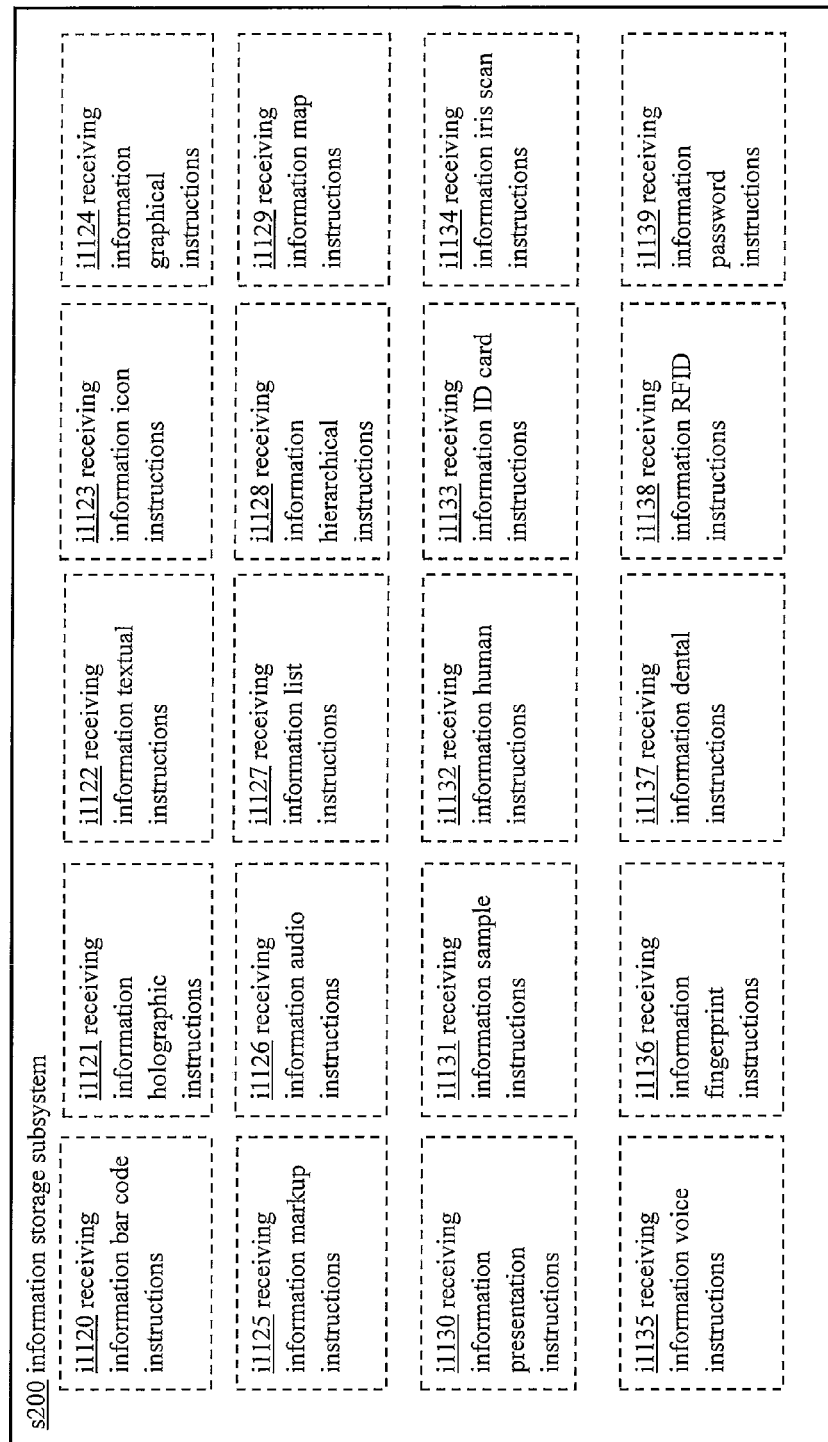 s200 information storage subsystem
i1120 receiving
information bar code
instructions
i1121 receiving
information
holographic
instructions
i1122 receiving
information textual
instructions
i1123 receiving
information icon
instructions
i1124 receiving
information
graphical
instructions
i1125 receiving
information markup
instructions
i1126 receiving
information audio
instructions
i1127 receiving
information list
instructions
i1128 receiving
information
hierarchical
instructions
i1129 receiving
information map
instructions
i1130 receiving
information
presentation
instructions
i1131 receiving
information sample
instructions
i1132 receiving
information human
instructions
i1133 receiving
information ID card
instructions
i1134 receiving
information iris scan
instructions
i1135 receiving
information voice
instructions
i1136 receiving
information
fingerprint
instructions
i1137 receiving
information dental
instructions
i1138 receiving
information RFID
instructions
i1139 receiving
information
password
instructions